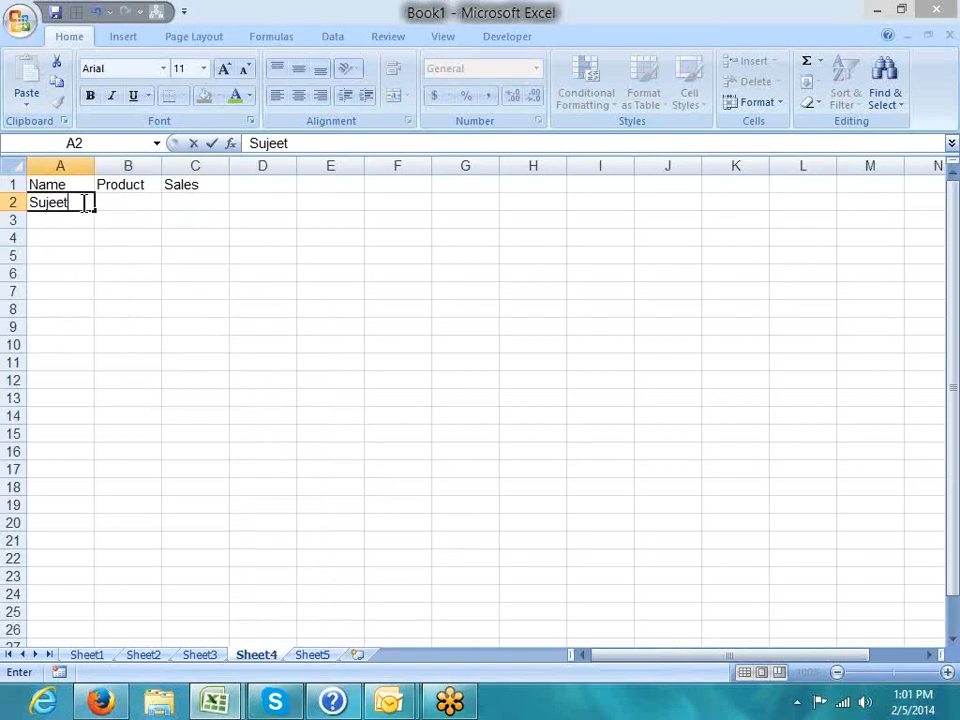 Book1 - Microsoft Excel
Home Insert Page Layout Formulas Data Review View Developer
Paste
Clipboard
Arial 11
B I U
Font
Alignment
General
$ % ,
Number
Conditional Formatting
Format as Table
Cell Styles
Styles
Insert
Delete
Format
Cells
Σ
Sort & Filter
Find & Select
Editing
A2 fx Sujeet
A B C D E F G H I J K L M N
1 Name Product Sales
2 Sujeet
3
4
5
6
7
8
9
10
11
12
13
14
15
16
17
18
19
20
21
22
23
24
25
26
27
Sheet1 Sheet2 Sheet3 Sheet4 Sheet5
Enter 100%
1:01 PM
2/5/2014